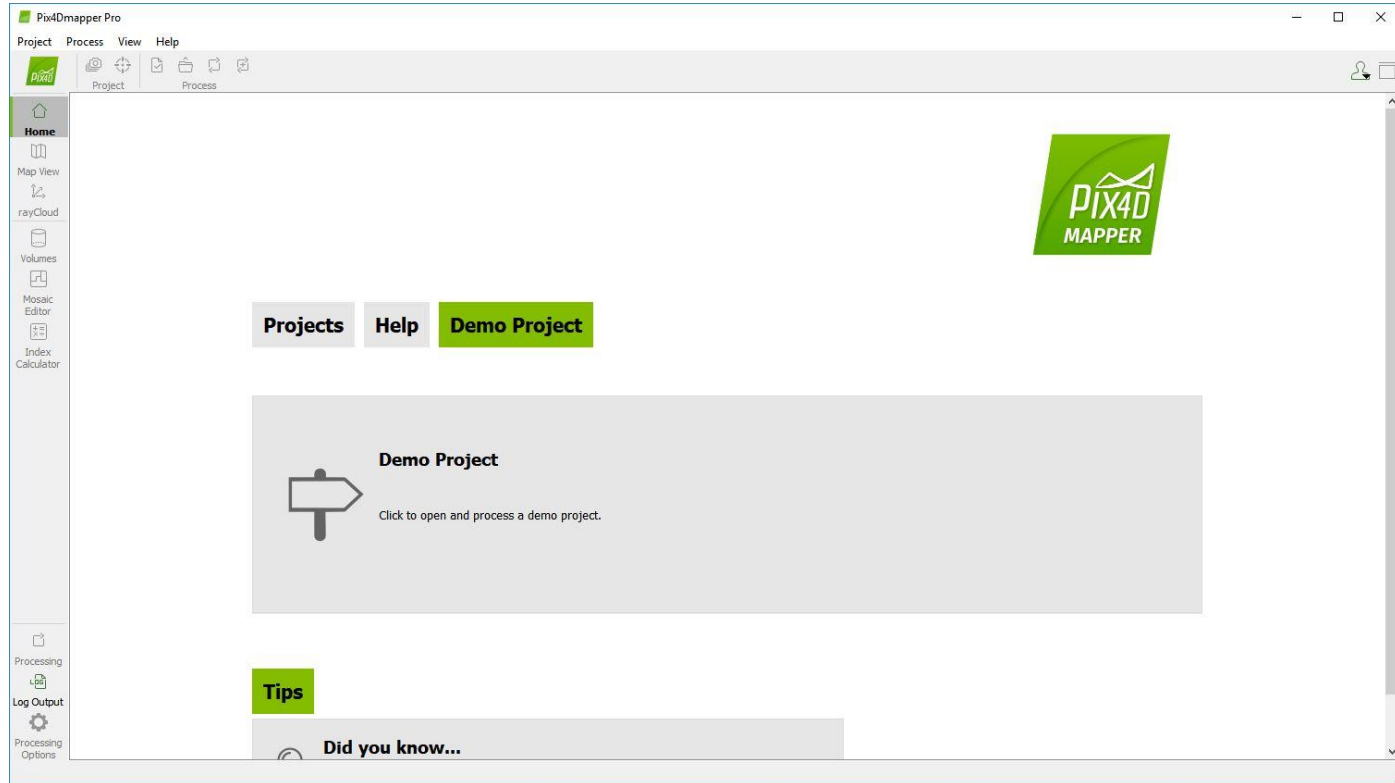 Pix4Dmapper Pro
Project Process View Help
PIX4D
Project Process
Home
Map View
rayCloud
Volumes
Mosaic
Editor
Index
Calculator
PIX4D
MAPPER
Projects Help Demo Project
Demo Project
Click to open and process a demo project.
Processing
LOG
Log Output
Processing
Options
Tips
Did you know...